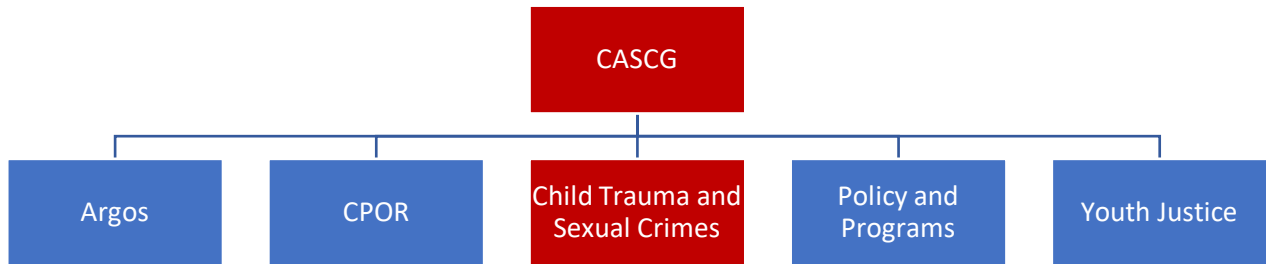 CASCG
Argos
CPOR
Child Trauma and
Sexual Crimes
Policy and
Programs
Youth Justice